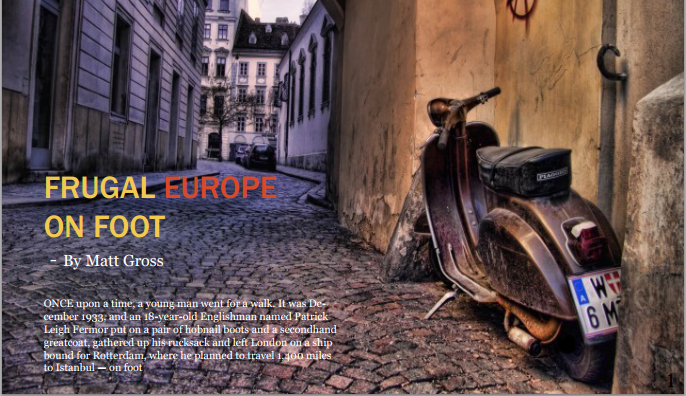 FRUGAL EUROPE
ON FOOT
- By Matt Gross
ONCE upon a time, a young man went for a walk. It was De-
cember 1933, and an 18-year-old Englishman named Patrick
Leigh Fermor put on a pair of hobnail boots and a secondhand
greatcoat, gathered up his rucksack and left London on a ship
bound for Rotterdam, where he planned to travel 1,400 miles
to Istanbul — on foot
W
6 M
1